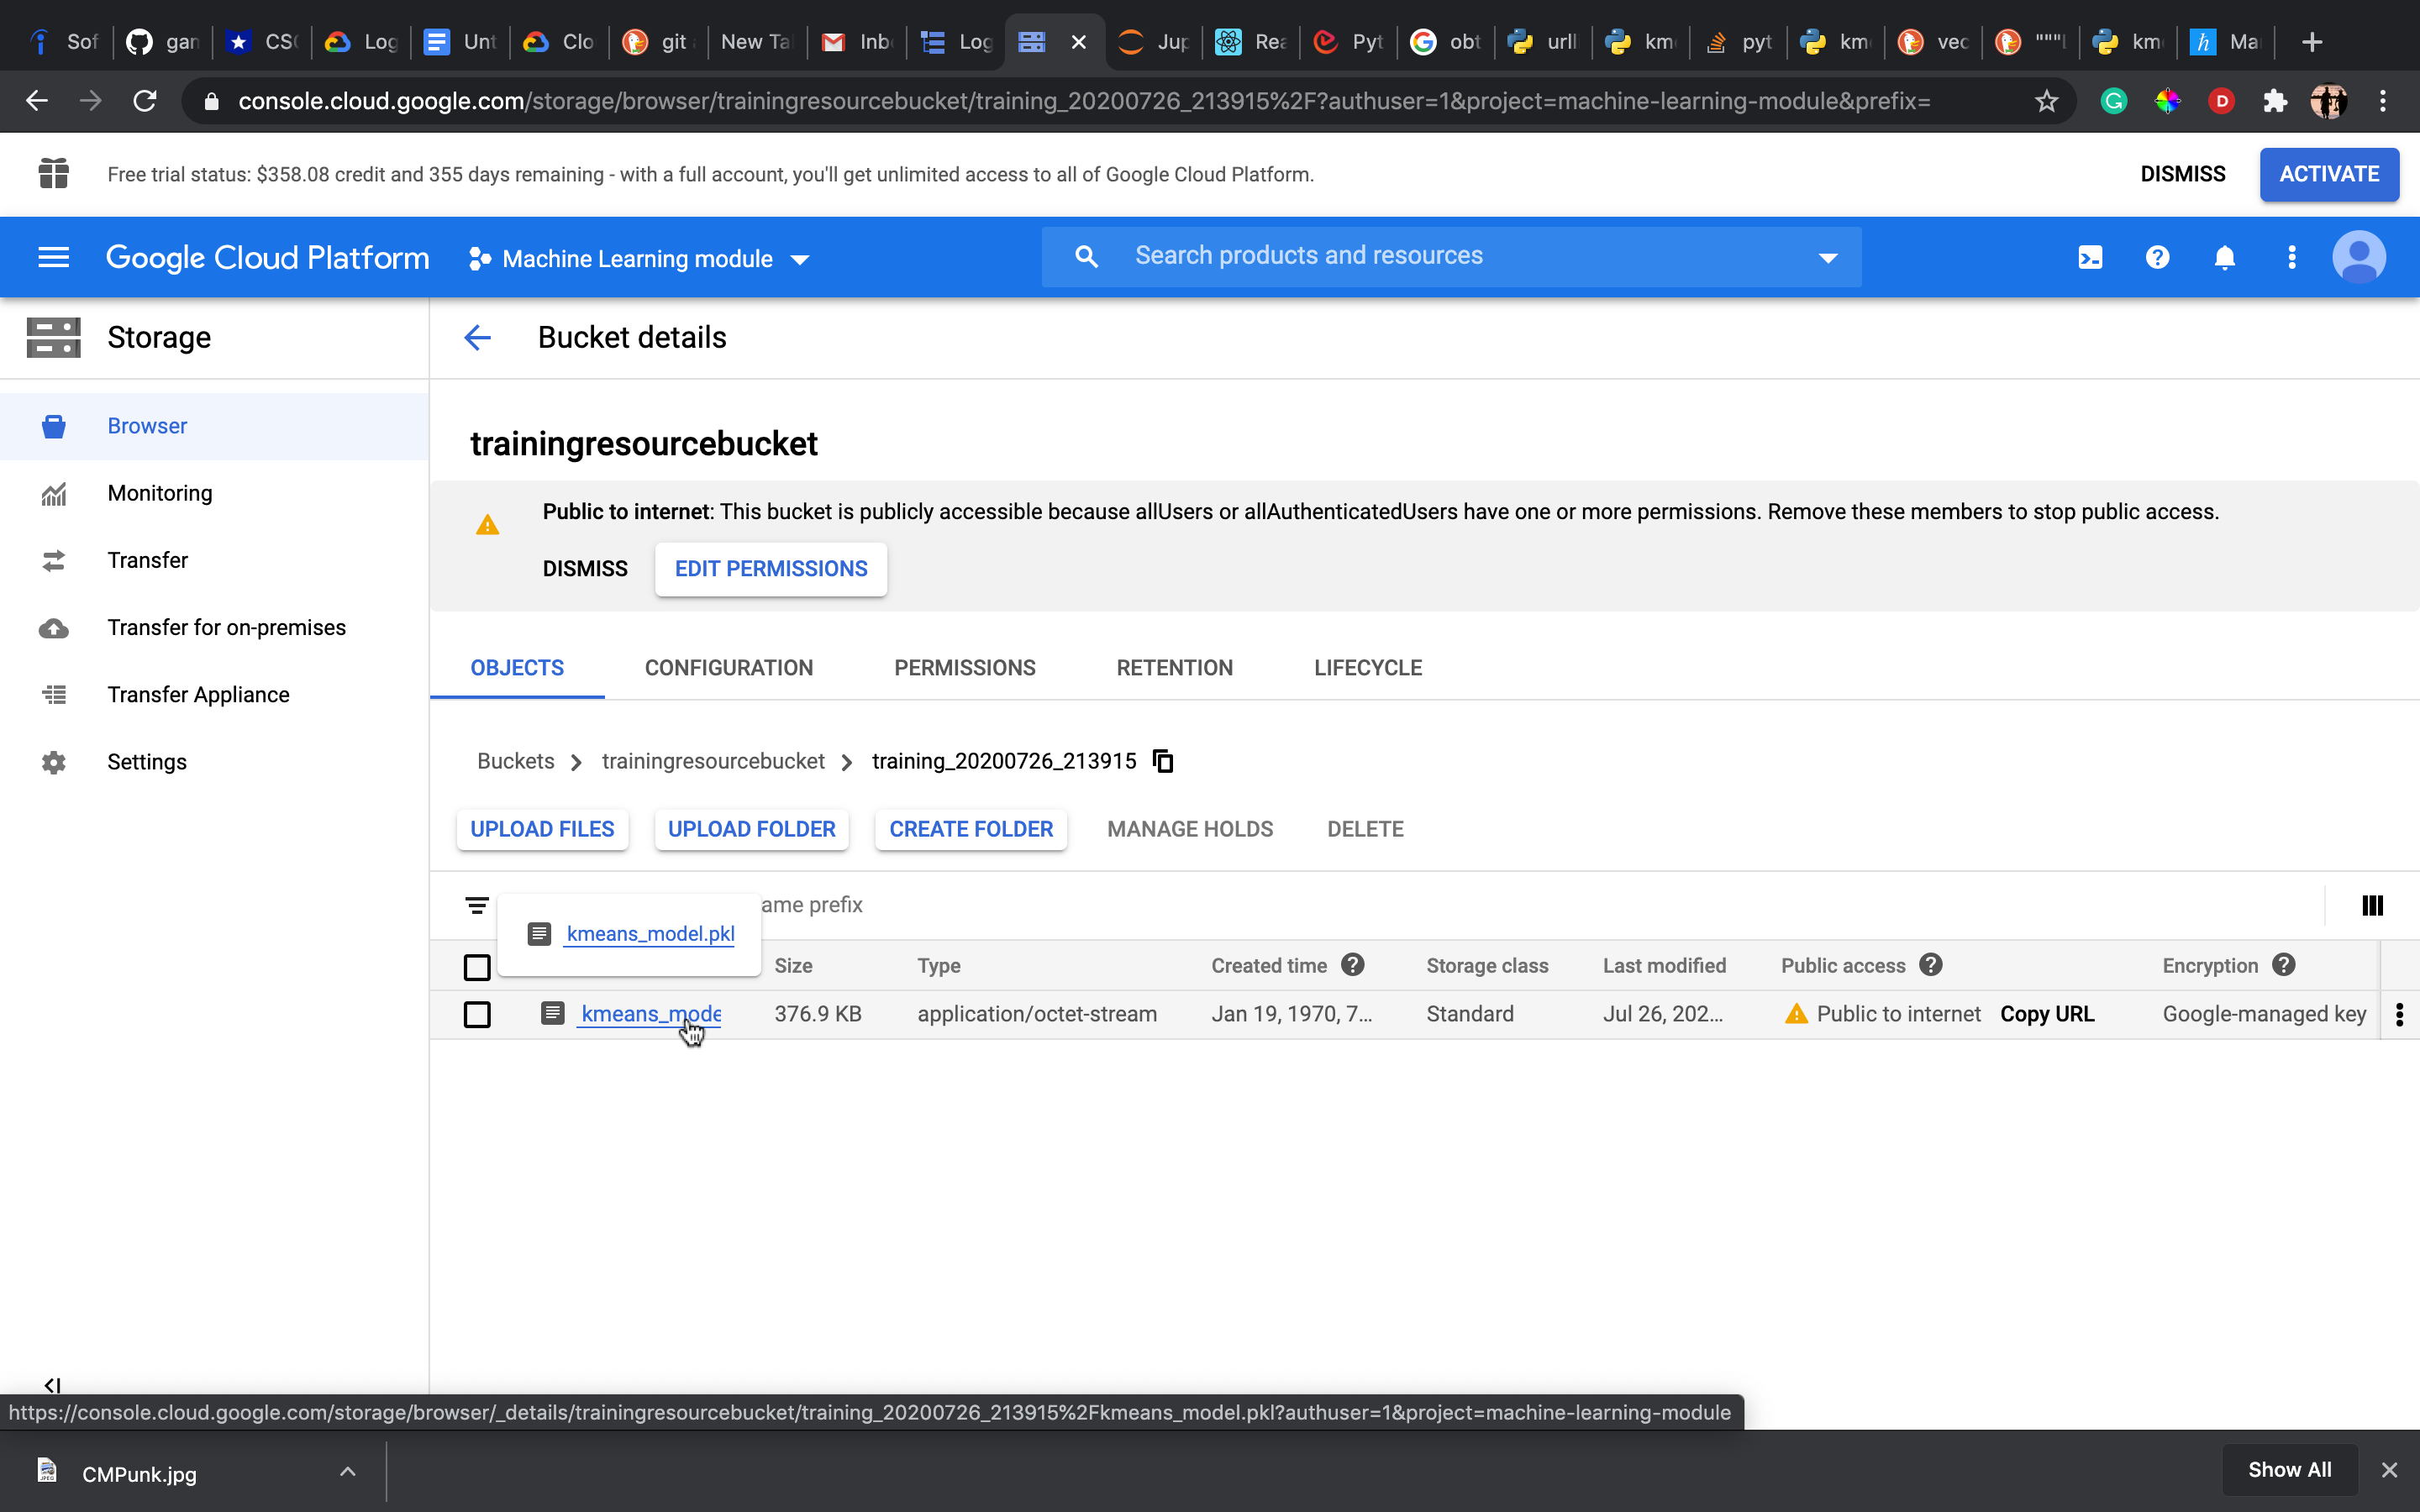 Sof gan CS Log Unt Clo git New Ta Inb Log Jup Rea Pyt obt urll km pyt km vec """ km Ma
console.cloud.google.com/storage/browser/trainingresourcebucket/training_20200726_213915%2F?authuser=1&project=machine-learning-module&prefix=
Free trial status: $358.08 credit and 355 days remaining - with a full account, you'll get unlimited access to all of Google Cloud Platform. DISMISS ACTIVATE
Google Cloud Platform Machine Learning module Search products and resources
Storage Bucket details
Browser
Monitoring
Transfer
Transfer for on-premises
Transfer Appliance
Settings
trainingresourcebucket
Public to internet: This bucket is publicly accessible because allUsers or allAuthenticatedUsers have one or more permissions. Remove these members to stop public access.
DISMISS EDIT PERMISSIONS
OBJECTS CONFIGURATION PERMISSIONS RETENTION LIFECYCLE
Buckets trainingresourcebucket training_20200726_213915
UPLOAD FILES UPLOAD FOLDER CREATE FOLDER MANAGE HOLDS DELETE
ame prefix
kmeans_model.pkl
Size Type Created time Storage class Last modified Public access Encryption
kmeans_mode 376.9 KB application/octet-stream Jan 19, 1970, 7... Standard Jul 26, 202... Public to internet Copy URL Google-managed key
https://console.cloud.google.com/storage/browser/_details/trainingresourcebucket/training_20200726_213915%2Fkmeans_model.pkl?authuser=1&project=machine-learning-module
CMPunk.jpg Show All